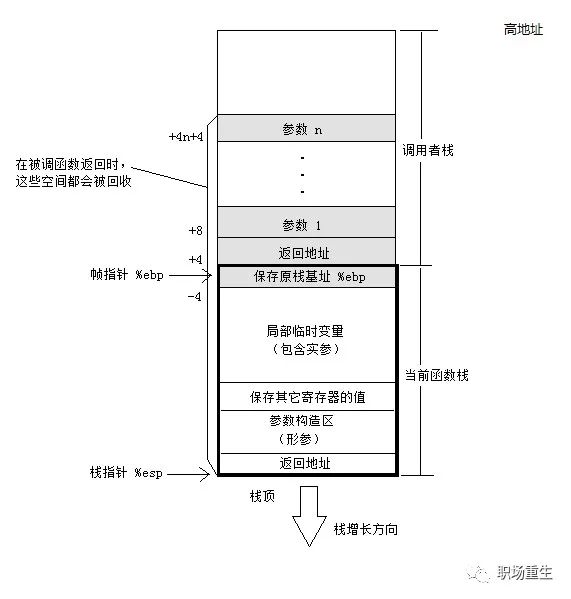 高地址
参数 n
+4n+4
调用者栈
在被调函数返回时，
这些空间都会被回收
参数 1
+8
返回地址
+4
帧指针 %ebp
保存原栈基址 %ebp
-4
局部临时变量
（包含实参）
当前函数栈
保存其它寄存器的值
参数构造区
（形参）
返回地址
栈指针 %esp
栈顶
栈增长方向
职场重生